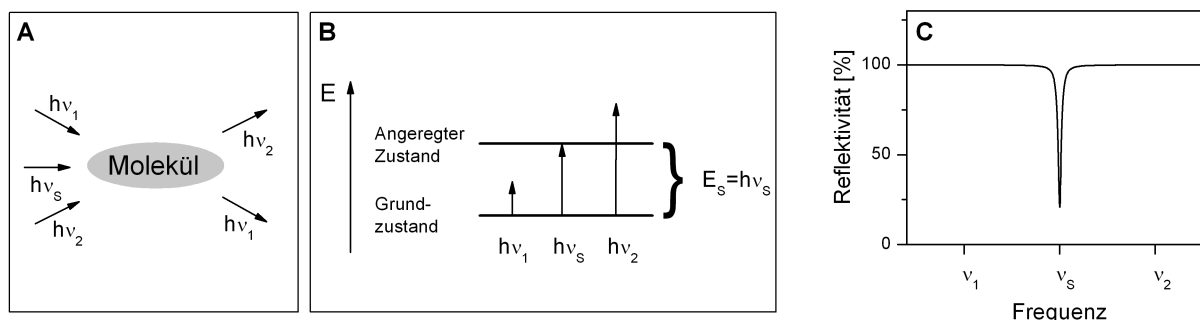 A
hν1
hνS
hν2
Molekül
hν2
hν1
B
E
Angeregter
Zustand
Grund-
zustand
ES=hνS
hν1 hνS hν2
C
Reflektivität [%]
100
50
0
ν1 νS ν2
Frequenz